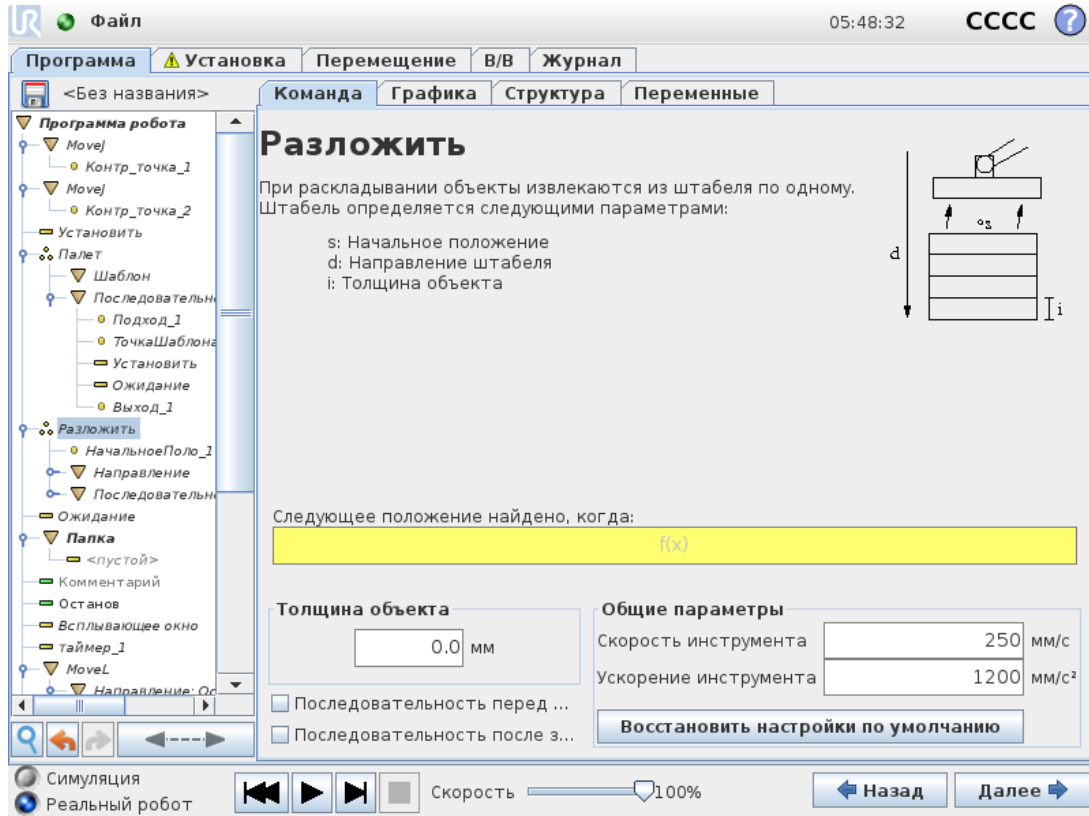 UR Файл 05:48:32 CCCC ?
Программа Установка Перемещение В/В Журнал
<Без названия> Команда Графика Структура Переменные
Программа робота
MoveJ
Контр_точка_1
MoveJ
Контр_точка_2
Установить
Палет
Шаблон
Последовательн
Подход_1
ТочкаШаблона
Установить
Ожидание
Выход_1
Разложить
НачальноеПоло_1
Направление
Последовательн
Ожидание
Папка
<пустой>
Комментарий
Останов
Всплывающее окно
таймер_1
MoveL
Направление: Ос
Разложить
При раскладывании объекты извлекаются из штабеля по одному.
Штабель определяется следующими параметрами:
s: Начальное положение
d: Направление штабеля
i: Толщина объекта
s
d
i
Следующее положение найдено, когда:
f(x)
Толщина объекта
0.0 мм
Последовательность перед ...
Последовательность после з...
Общие параметры
Скорость инструмента 250 мм/с
Ускорение инструмента 1200 мм/с²
Восстановить настройки по умолчанию
Симуляция
Реальный робот
Скорость 100%
Назад Далее